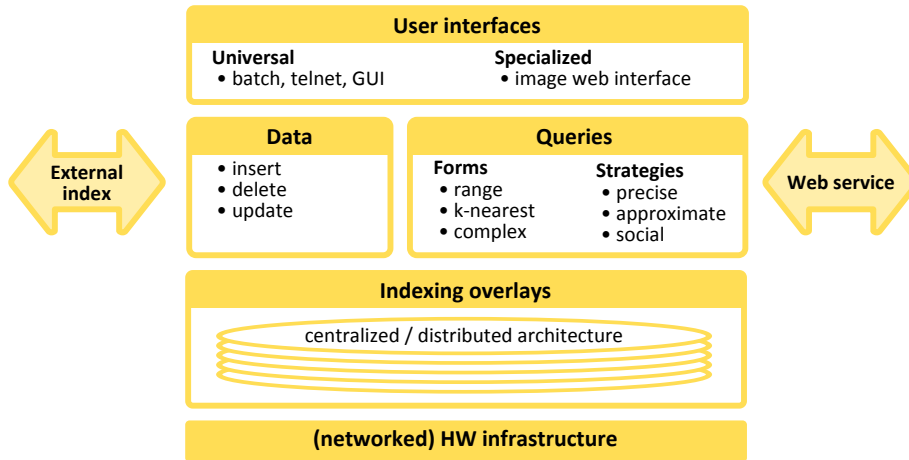 User interfaces
Universal
• batch, telnet, GUI
Specialized
• image web interface
External
index
Data
• insert
• delete
• update
Queries
Forms
• range
• k-nearest
• complex
Strategies
• precise
• approximate
• social
Web service
Indexing overlays
centralized / distributed architecture
(networked) HW infrastructure